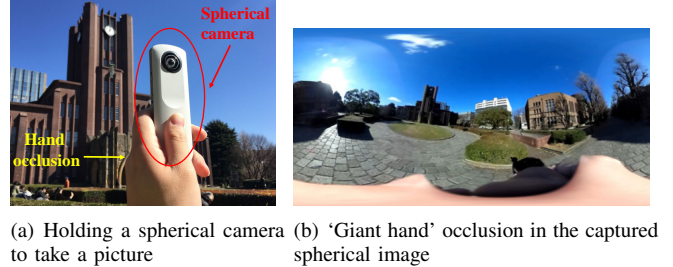 Spherical
camera
Hand
occlusion
(a) Holding a spherical camera
to take a picture
(b) ‘Giant hand’ occlusion in the captured
spherical image